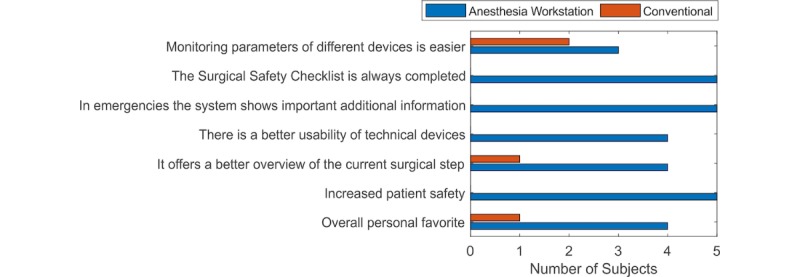 Anesthesia Workstation Conventional
Monitoring parameters of different devices is easier
The Surgical Safety Checklist is always completed
In emergencies the system shows important additional information
There is a better usability of technical devices
It offers a better overview of the current surgical step
Increased patient safety
Overall personal favorite
0 1 2 3 4 5
Number of Subjects